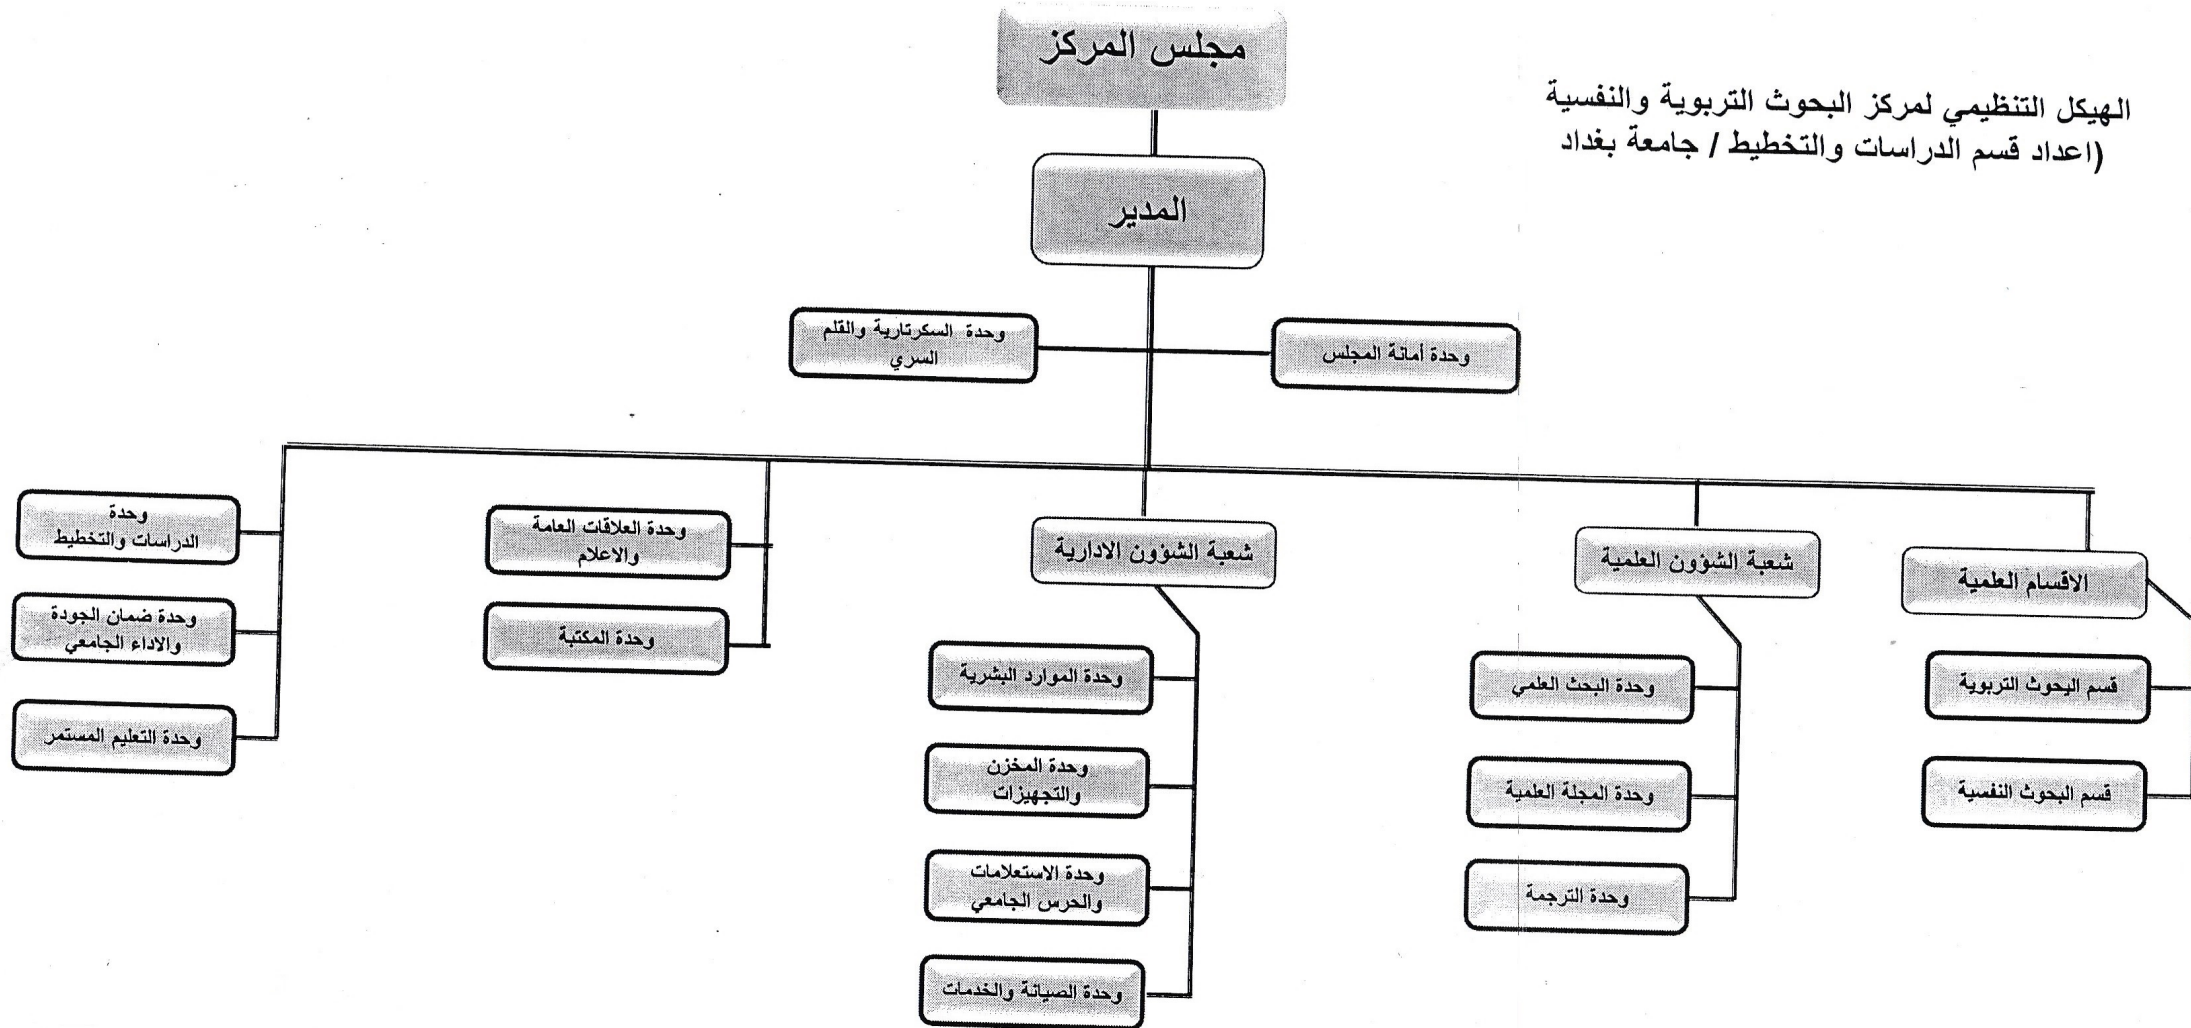 مجلس المركز
الهيكل التنظيمي لمركز البحوث التربوية والنفسية
(اعداد قسم الدراسات والتخطيط / جامعة بغداد
المدير
وحدة أمانة المجلس
وحدة السكرتارية والقلم
السري
الاقسام العلمية
قسم البحوث التربوية
قسم البحوث النفسية
شعبة الشؤون العلمية
وحدة البحث العلمي
وحدة المجلة العلمية
وحدة الترجمة
شعبة الشؤون الادارية
وحدة الموارد البشرية
وحدة المخزن
والتجهيزات
وحدة الاستعلامات
والحرس الجامعي
وحدة الصيانة والخدمات
وحدة العلاقات العامة
والاعلام
وحدة المكتبة
وحدة
الدراسات والتخطيط
وحدة ضمان الجودة
والاداء الجامعي
وحدة التعليم المستمر